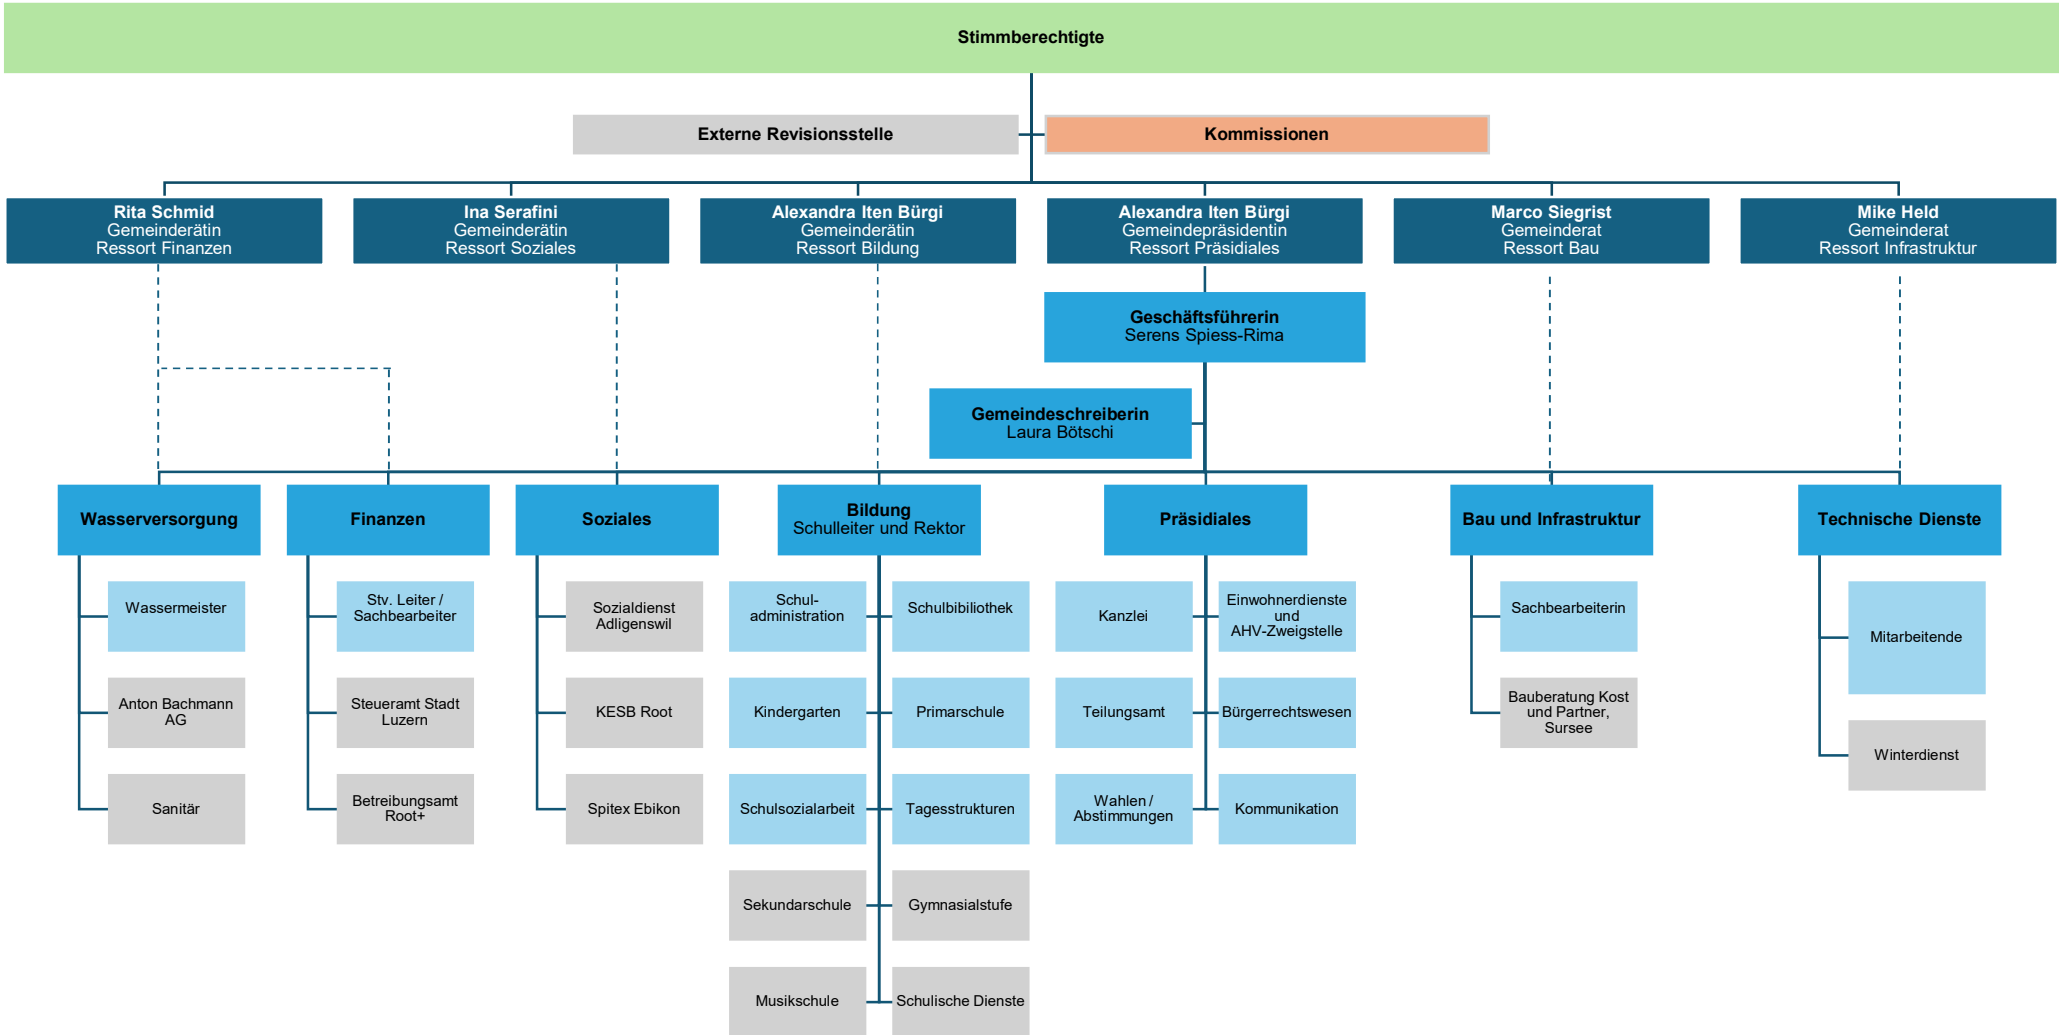 Stimmberechtigte
Externe Revisionsstelle
Kommissionen
Rita Schmid
Gemeinderätin
Ressort Finanzen
Ina Serafini
Gemeinderätin
Ressort Soziales
Alexandra Iten Bürgi
Gemeinderätin
Ressort Bildung
Alexandra Iten Bürgi
Gemeindepräsidentin
Ressort Präsidiales
Marco Siegrist
Gemeinderat
Ressort Bau
Mike Held
Gemeinderat
Ressort Infrastruktur
Geschäftsführerin
Serens Spiess-Rima
Gemeindeschreiberin
Laura Bötschi
Wasserversorgung
Finanzen
Soziales
Bildung
Schulleiter und Rektor
Präsidiales
Bau und Infrastruktur
Technische Dienste
Wassermeister
Anton Bachmann
AG
Sanitär
Stv. Leiter /
Sachbearbeiter
Steueramt Stadt
Luzern
Betreibungsamt
Root+
Sozialdienst
Adligenswil
KESB Root
Spitex Ebikon
Schul-
administration
Schulbibiliothek
Kindergarten
Primarschule
Schulsozialarbeit
Tagesstrukturen
Sekundarschule
Gymnasialstufe
Musikschule
Schulische Dienste
Kanzlei
Einwohnerdienste
und
AHV-Zweigstelle
Teilungsamt
Bürgerrechtswesen
Wahlen /
Abstimmungen
Kommunikation
Sachbearbeiterin
Bauberatung Kost
und Partner,
Sursee
Mitarbeitende
Winterdienst